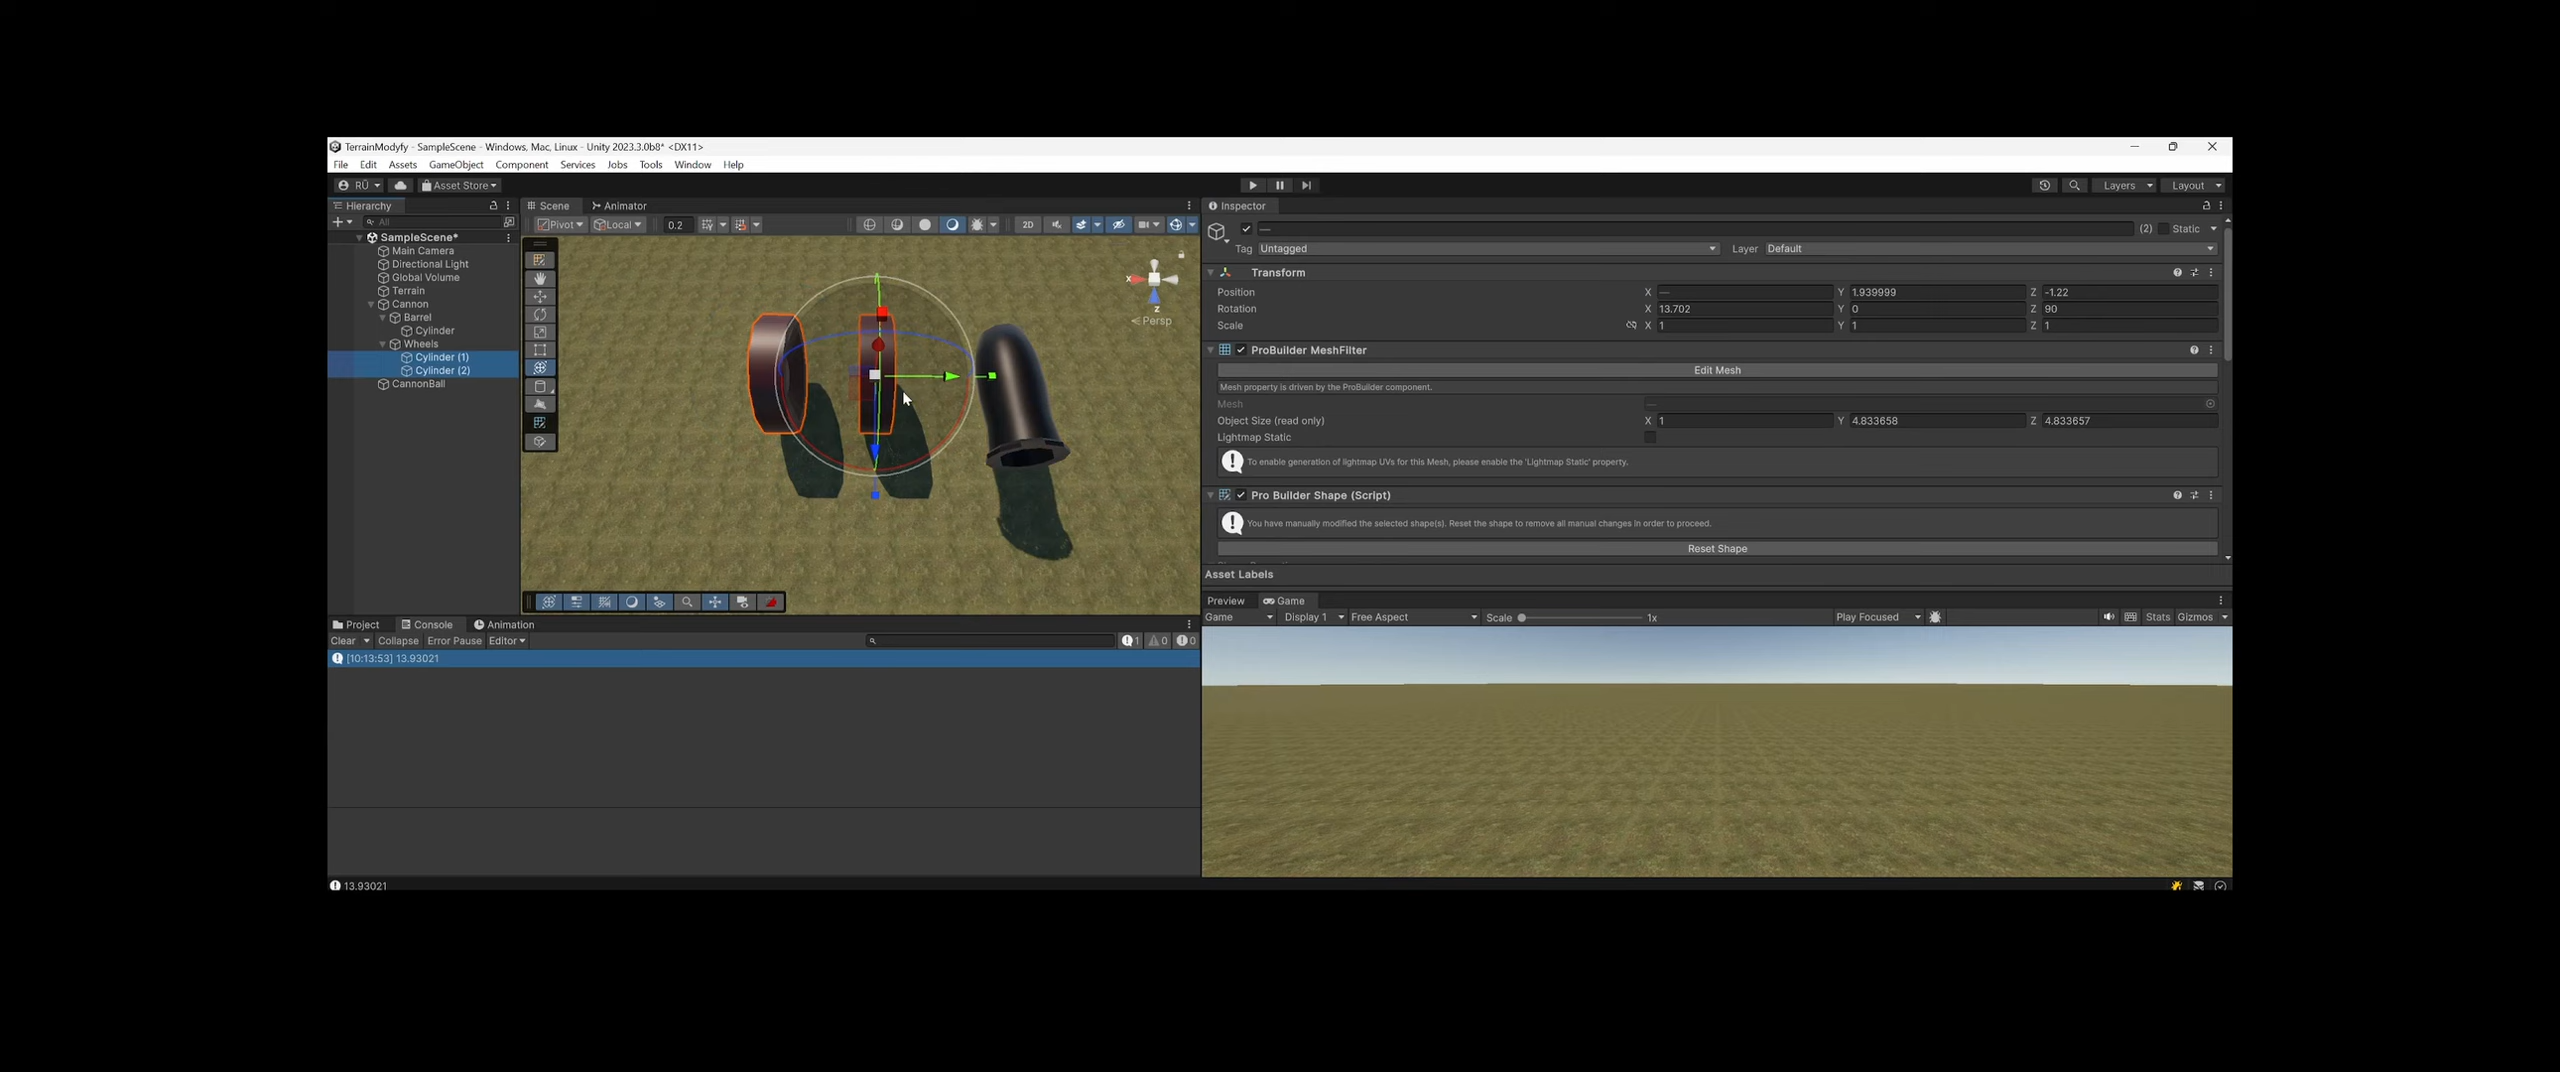 TerrainModyfy - SampleScene - Windows, Mac, Linux - Unity 2023.3.0b8* <DX11>
File Edit Assets GameObject Component Services Jobs Tools Window Help
RÜ Asset Store Layers Layout
Hierarchy
All
SampleScene*
Main Camera
Directional Light
Global Volume
Terrain
Cannon
Barrel
Cylinder
Wheels
Cylinder (1)
Cylinder (2)
CannonBall
Scene Animator
Pivot Local 0.2 2D
x
z
Persp
Inspector
— (2) Static
Tag Untagged Layer Default
Transform
Position X — Y 1.939999 Z -1.22
Rotation X 13.702 Y 0 Z 90
Scale X 1 Y 1 Z 1
ProBuilder MeshFilter
Edit Mesh
Mesh property is driven by the ProBuilder component.
Mesh —
Object Size (read only) X 1 Y 4.833658 Z 4.833657
Lightmap Static
To enable generation of lightmap UVs for this Mesh, please enable the 'Lightmap Static' property.
Pro Builder Shape (Script)
You have manually modified the selected shape(s). Reset the shape to remove all manual changes in order to proceed.
Reset Shape
Asset Labels
Preview Game
Game Display 1 Free Aspect Scale 1x Play Focused Stats Gizmos
Project Console Animation
Clear Collapse Error Pause Editor 1 0 0
[10:13:53] 13.93021
13.93021